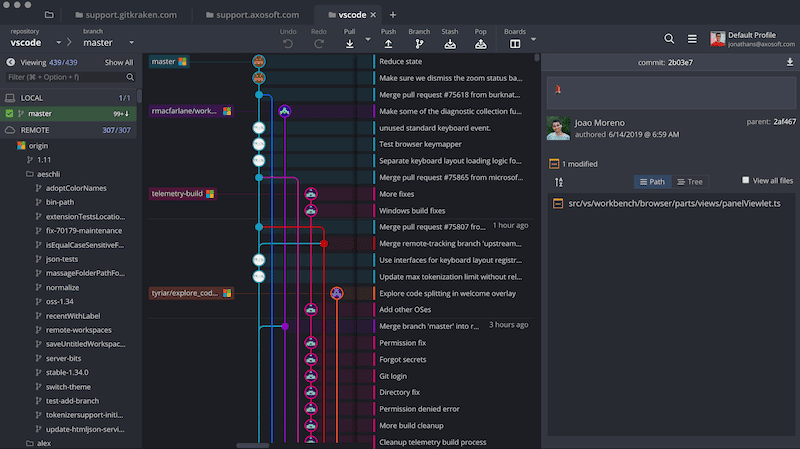 support.gitkraken.com
support.axosoft.com
vscode
repository
vscode
branch
master
Undo
Redo
Pull
Push
Branch
Stash
Pop
Boards
Default Profile
jonathans@axosoft.com
Viewing 439/439
Show All
Filter (⌘ + Option + f)
LOCAL 1/1
master 99+↓
REMOTE 307/307
origin
1.11
aeschli
adoptColorNames
bin-path
extensionTestsLocatio...
fix-70179-maintenance
isEqualCaseSensitiveF...
json-tests
massageFolderPathFo...
normalize
oss-1.34
recentWithLabel
remote-workspaces
saveUntitledWorkspac...
server-bits
stable-1.34.0
switch-theme
test-add-branch
tokenizersupport-initi...
update-htmljson-servi...
alex
master Reduce state
Make sure we dismiss the zoom status ba...
Merge pull request #75618 from burknat...
rmacfarlane/work... Make some of the diagnostic collection fu...
unused standard keyboard event.
Test browser keymapper
Separate keyboard layout loading logic fo...
Merge pull request #75865 from microsof...
telemetry-build More fixes
Windows build fixes
Merge pull request #75807 fro... 1 hour ago
Merge remote-tracking branch 'upstream...
Use interfaces for keyboard layout registr...
Update max tokenization limit without rel...
tyriar/explore_cod... Explore code splitting in welcome overlay
Add other OSes
Merge branch 'master' into r... 3 hours ago
Permission fix
Forgot secrets
Git login
Directory fix
Permission denied error
More build cleanup
Cleanup telemetry build process
commit: 2b03e7
Joao Moreno
authored 6/14/2019 @ 6:59 AM
parent: 2af467
1 modified
Path
Tree
View all files
src/vs/workbench/browser/parts/views/panelViewlet.ts